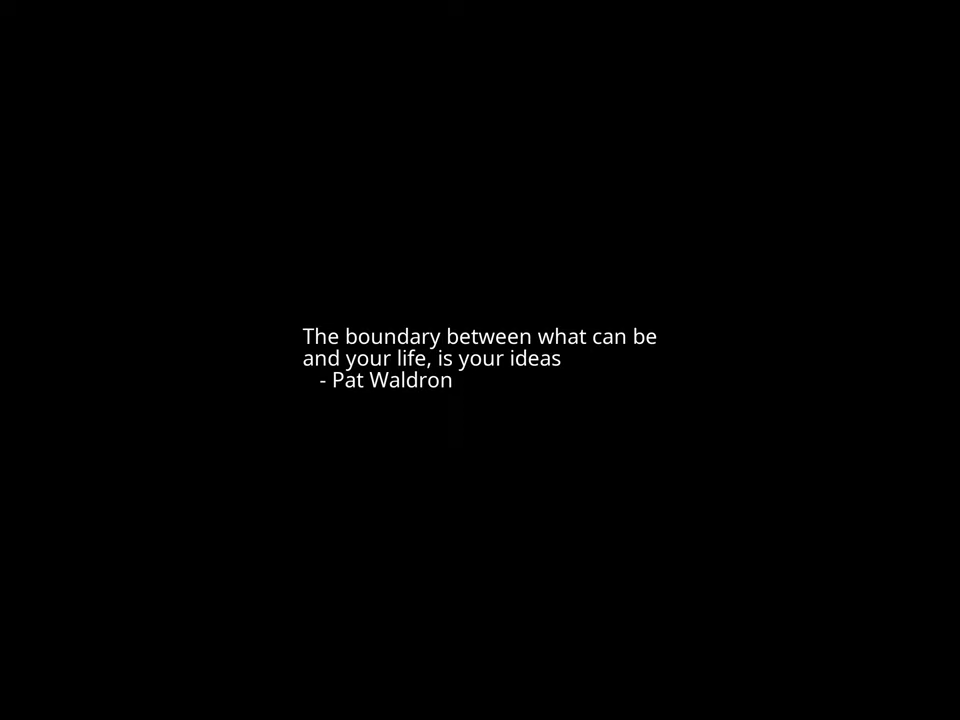 The boundary between what can be
and your life, is your ideas
- Pat Waldron